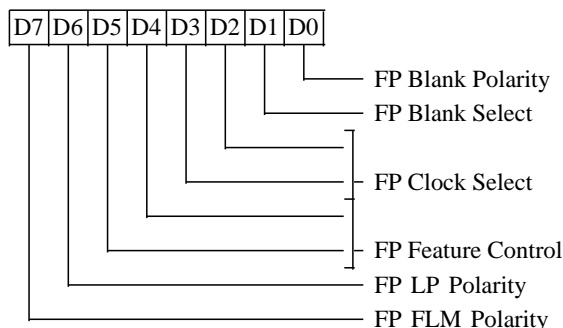 D7 D6 D5 D4 D3 D2 D1 D0
FP Blank Polarity
FP Blank Select
FP Clock Select
FP Feature Control
FP LP Polarity
FP FLM Polarity